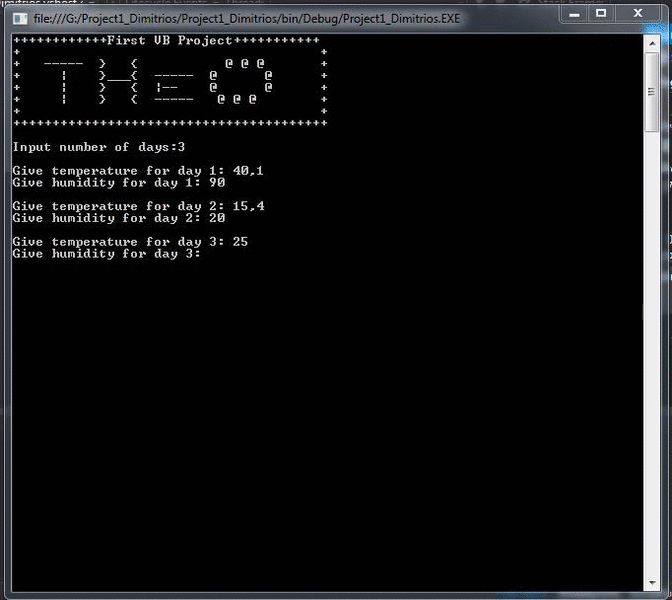 file:///G:/Project1_Dimitrios/Project1_Dimitrios/bin/Debug/Project1_Dimitrios.EXE
++++++++++++First VB Project+++++++++++
THEO
++++++++++++++++++++++++++++++++++++++++
Input number of days:3
Give temperature for day 1: 40,1
Give humidity for day 1: 90
Give temperature for day 2: 15,4
Give humidity for day 2: 20
Give temperature for day 3: 25
Give humidity for day 3: